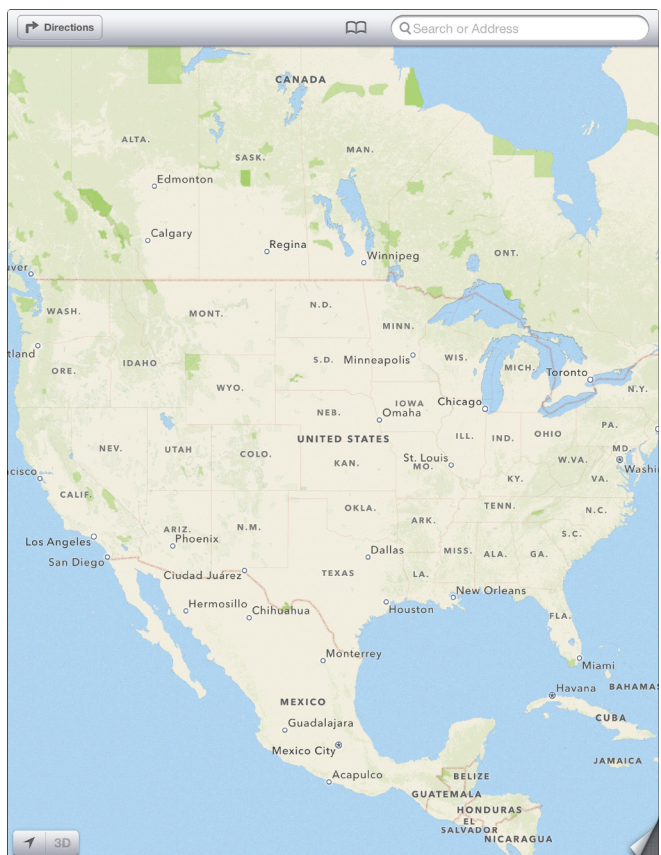 Directions
Search or Address
CANADA
ALTA.
MAN.
SASK.
Edmonton
Calgary
Regina
Winnipeg
ONT.
uver
WASH.
MONT.
N.D.
MINN.
tland
ORE.
IDAHO
S.D.
Minneapolis
WIS.
MICH.
Toronto
WYO.
N.Y.
NEB.
IOWA
Omaha
Chicago
PA.
UNITED STATES
ILL.
IND.
OHIO
NEV.
UTAH
COLO.
KAN.
St. Louis
MO.
MD.
W.VA.
Washi
ncisco
CALIF.
KY.
VA.
OKLA.
TENN.
N.C.
ARIZ.
N.M.
ARK.
S.C.
Los Angeles
Phoenix
San Diego
Dallas
MISS.
ALA.
GA.
Ciudad Juárez
TEXAS
LA.
New Orleans
Hermosillo
Chihuahua
Houston
FLA.
Monterrey
Miami
Havana
BAHAMAS
MEXICO
CUBA
Guadalajara
Mexico City
JAMAICA
Acapulco
BELIZE
GUATEMALA
HONDURAS
EL
SALVADOR
NICARAGUA
3D